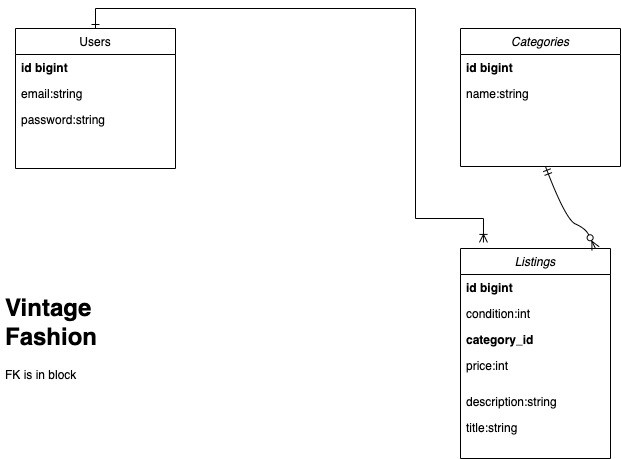 Users
id bigint
email:string
password:string
Categories
id bigint
name:string
Listings
id bigint
condition:int
category_id
price:int
description:string
title:string
Vintage
Fashion
FK is in block